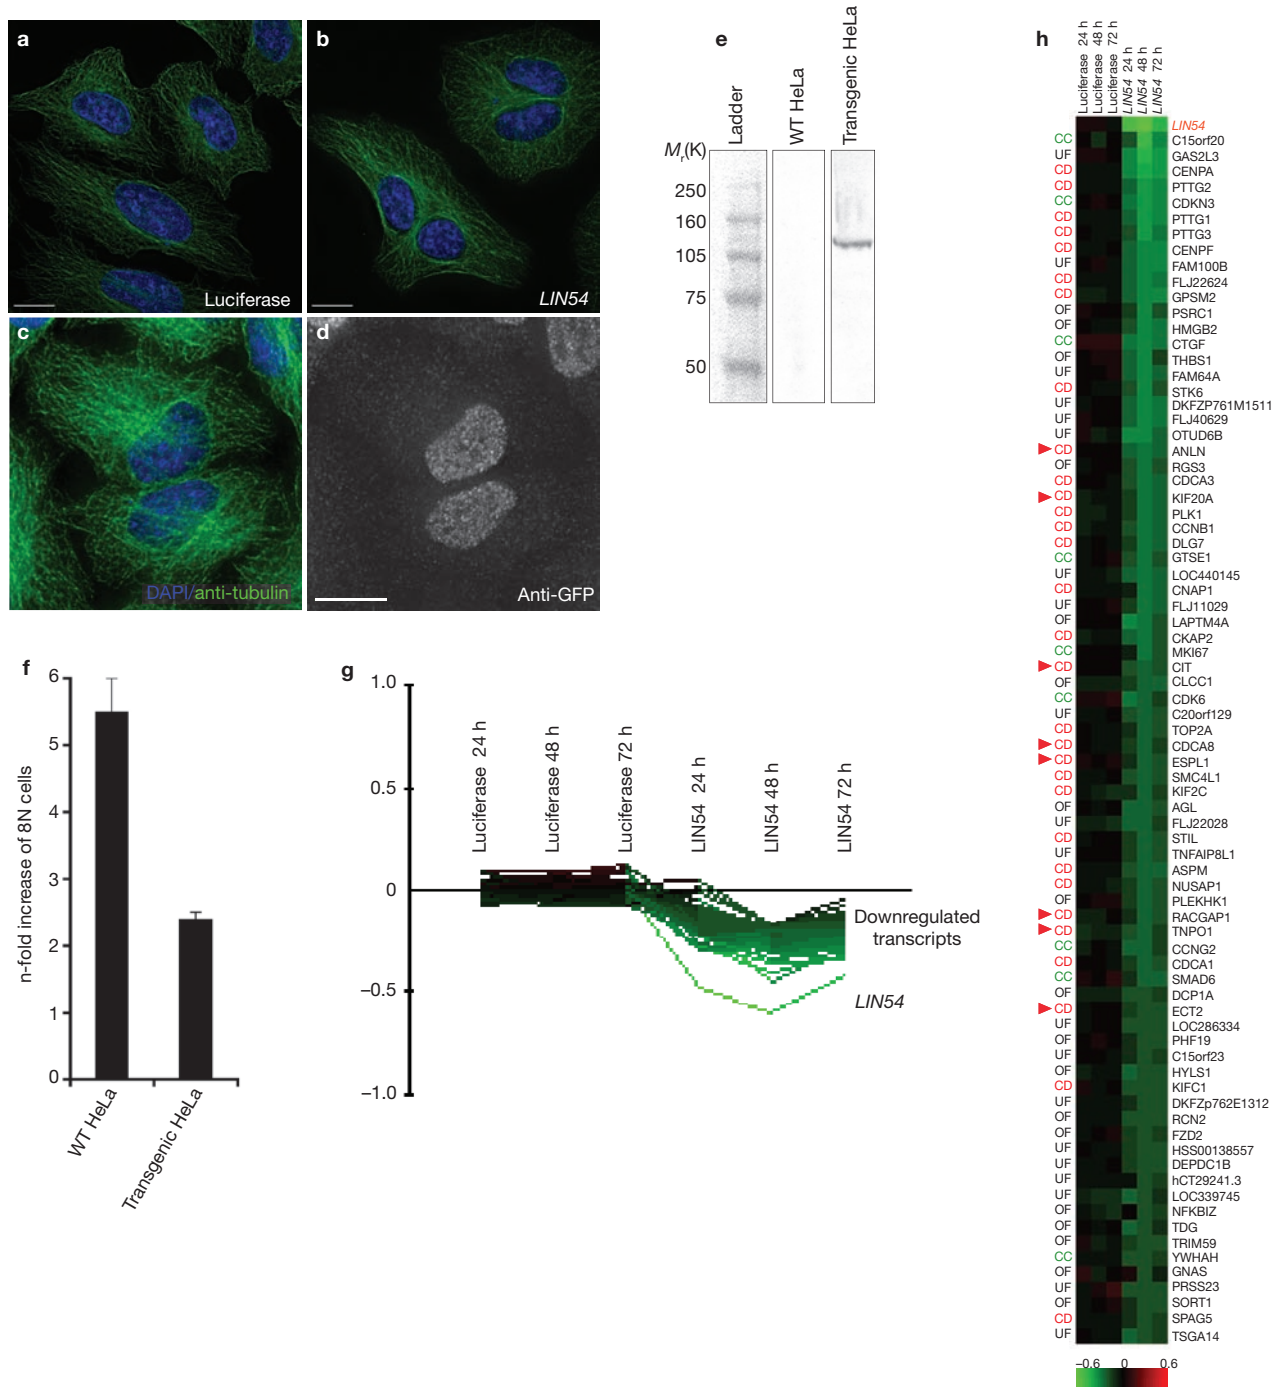 a
Luciferase
b
LIN54
c
DAPI/anti-tubulin
d
Anti-GFP
e
Ladder
WT HeLa
Transgenic HeLa
Mr(K)
250
160
105
75
50
f
n-fold increase of 8N cells
6
5
4
3
2
1
0
WT HeLa
Transgenic HeLa
g
1.0
0.5
0
−0.5
−1.0
Luciferase 24 h
Luciferase 48 h
Luciferase 72 h
LIN54 24 h
LIN54 48 h
LIN54 72 h
Downregulated
transcripts
LIN54
h
Luciferase 24 h
Luciferase 48 h
Luciferase 72 h
LIN54 24 h
LIN54 48 h
LIN54 72 h
LIN54
CC C15orf20
UF GAS2L3
CD CENPA
CD PTTG2
CC CDKN3
CD PTTG1
CD PTTG3
CD CENPF
UF FAM100B
CD FLJ22624
CD GPSM2
OF PSRC1
OF HMGB2
CC CTGF
OF THBS1
UF FAM64A
CD STK6
UF DKFZP761M1511
UF FLJ40629
UF OTUD6B
CD ANLN
OF RGS3
CD CDCA3
CD KIF20A
CD PLK1
CD CCNB1
CD DLG7
CC GTSE1
UF LOC440145
CD CNAP1
UF FLJ11029
OF LAPTM4A
CD CKAP2
CC MKI67
CD CIT
OF CLCC1
CC CDK6
UF C20orf129
CD TOP2A
CD CDCA8
CD ESPL1
CD SMC4L1
CD KIF2C
OF AGL
UF FLJ22028
CD STIL
UF TNFAIP8L1
CD ASPM
CD NUSAP1
OF PLEKHK1
CD RACGAP1
CD TNPO1
CC CCNG2
CD CDCA1
CC SMAD6
OF DCP1A
CD ECT2
UF LOC286334
OF PHF19
UF C15orf23
OF HYLS1
CD KIFC1
UF DKFZp762E1312
OF RCN2
OF FZD2
UF HSS00138557
UF DEPDC1B
UF hCT29241.3
UF LOC339745
OF NFKBIZ
OF TDG
OF TRIM59
CC YWHAH
OF GNAS
UF PRSS23
OF SORT1
CD SPAG5
UF TSGA14
−0.6 0 0.6